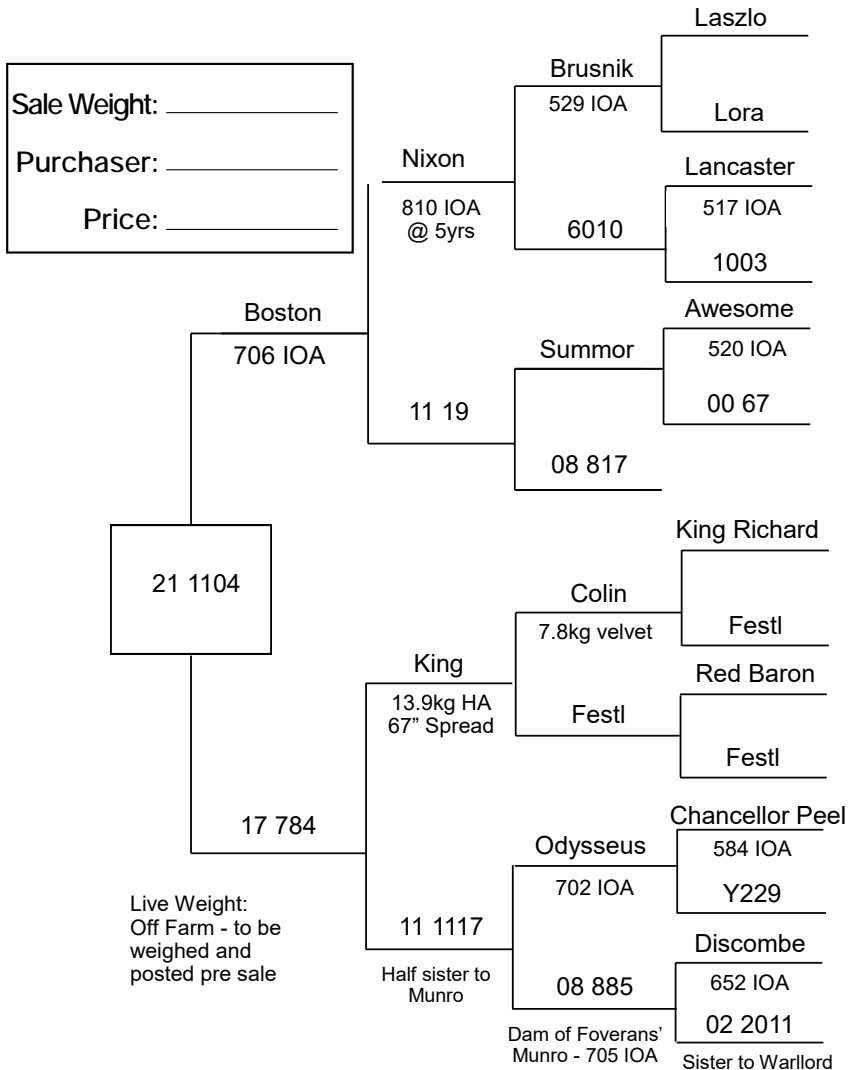 Sale Weight:
Purchaser:
Price:
Laszlo
Brusnik
529 IOA
Lora
Nixon
810 IOA
@ 5yrs
Lancaster
517 IOA
6010
1003
Boston
706 IOA
Awesome
520 IOA
Summor
00 67
11 19
08 817
21 1104
King Richard
Colin
7.8kg velvet
Festl
King
13.9kg HA
67” Spread
Red Baron
Festl
Festl
17 784
Chancellor Peel
584 IOA
Odysseus
702 IOA
Y229
Live Weight:
Off Farm - to be
weighed and
posted pre sale
11 1117
Half sister to
Munro
Discombe
652 IOA
08 885
02 2011
Dam of Foverans’
Munro - 705 IOA
Sister to Warllord